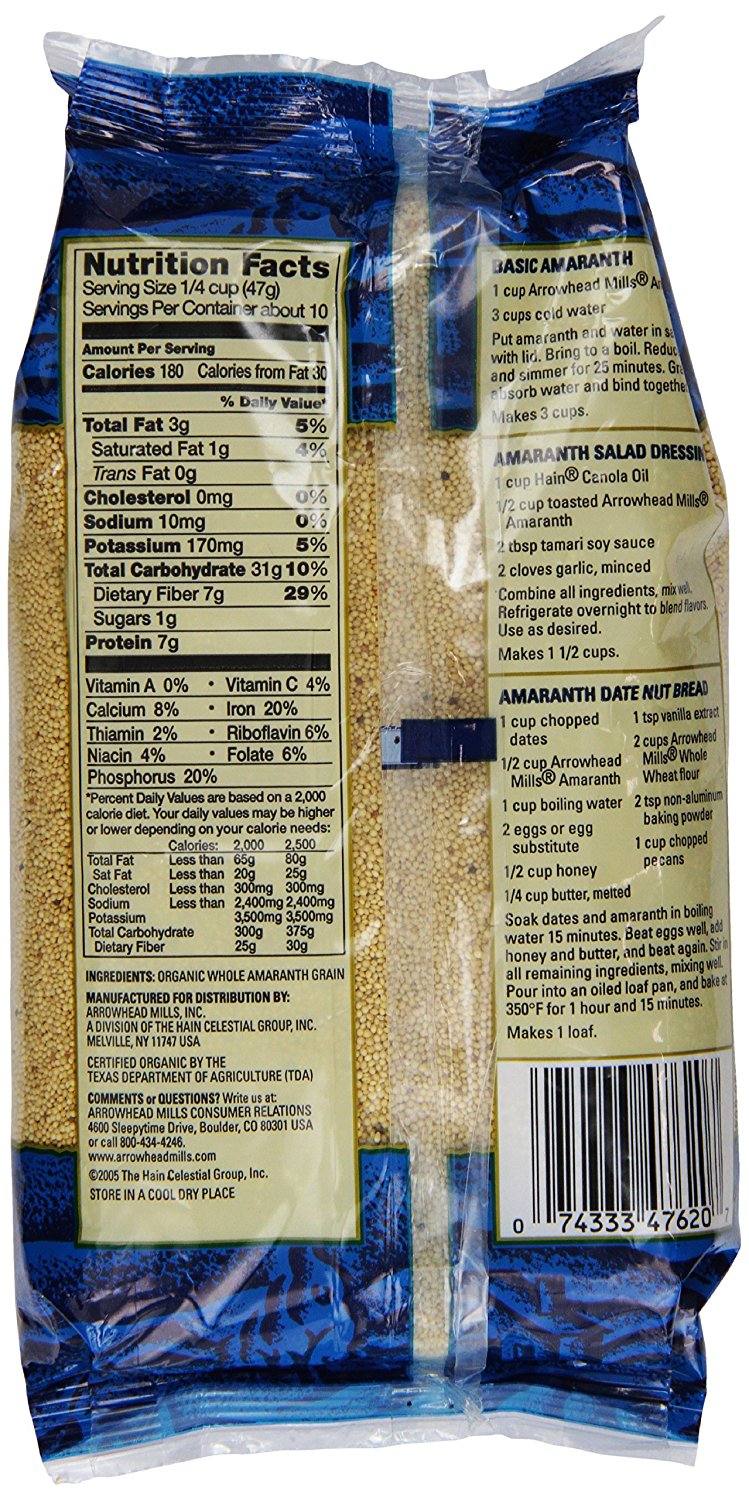 Nutrition Facts
Serving Size 1/4 cup (47g)
Servings Per Container about 10
Amount Per Serving
Calories 180 Calories from Fat 30
% Daily Value*
Total Fat 3g 5%
Saturated Fat 1g 4%
Trans Fat 0g
Cholesterol 0mg 0%
Sodium 10mg 0%
Potassium 170mg 5%
Total Carbohydrate 31g 10%
Dietary Fiber 7g 29%
Sugars 1g
Protein 7g
Vitamin A 0% • Vitamin C 4%
Calcium 8% • Iron 20%
Thiamin 2% • Riboflavin 6%
Niacin 4% • Folate 6%
Phosphorus 20%
*Percent Daily Values are based on a 2,000
calorie diet. Your daily values may be higher
or lower depending on your calorie needs:
Calories: 2,000 2,500
Total Fat Less than 65g 80g
Sat Fat Less than 20g 25g
Cholesterol Less than 300mg 300mg
Sodium Less than 2,400mg 2,400mg
Potassium 3,500mg 3,500mg
Total Carbohydrate 300g 375g
Dietary Fiber 25g 30g
INGREDIENTS: ORGANIC WHOLE AMARANTH GRAIN
MANUFACTURED FOR DISTRIBUTION BY:
ARROWHEAD MILLS, INC.
A DIVISION OF THE HAIN CELESTIAL GROUP, INC.
MELVILLE, NY 11747 USA
CERTIFIED ORGANIC BY THE
TEXAS DEPARTMENT OF AGRICULTURE (TDA)
COMMENTS or QUESTIONS? Write us at:
ARROWHEAD MILLS CONSUMER RELATIONS
4600 Sleepytime Drive, Boulder, CO 80301 USA
or call 800-434-4246.
www.arrowheadmills.com
©2005 The Hain Celestial Group, Inc.
STORE IN A COOL DRY PLACE
BASIC AMARANTH
1 cup Arrowhead Mills®
3 cups cold water
Put amaranth and water in
with lid. Bring to a boil.
and simmer for 25 minutes.
absorb water and bind together
Makes 3 cups.
AMARANTH SALAD DRESSIN
1 cup Hain® Canola Oil
1/2 cup toasted Arrowhead Mills®
Amaranth
2 tbsp tamari soy sauce
2 cloves garlic, minced
Combine all ingredients, mix well.
Refrigerate overnight to blend flavors.
Use as desired.
Makes 1 1/2 cups.
AMARANTH DATE NUT BREAD
1 cup chopped
dates
1/2 cup Arrowhead
Mills® Amaranth
1 cup boiling water
2 eggs or egg
substitute
1/2 cup honey
1/4 cup butter, melted
1 tsp vanilla extract
2 cups Arrowhead
Mills® Whole
Wheat flour
2 tsp non-aluminum
baking powder
1 cup chopped
pecans
Soak dates and amaranth in boiling
water 15 minutes. Beat eggs well, add
honey and butter, and beat again. Stir in
all remaining ingredients, mixing well.
Pour into an oiled loaf pan, and bake at
350°F for 1 hour and 15 minutes.
Makes 1 loaf.
0 74333 47620 7